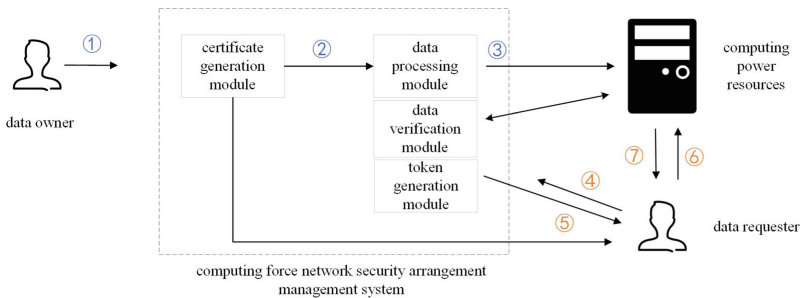 ①
data owner
certificate
generation
module
②
data
processing
module
③
data
verification
module
token
generation
module
computing
power
resources
⑦
⑥
④
⑤
data requester
computing force network security arrangement
management system